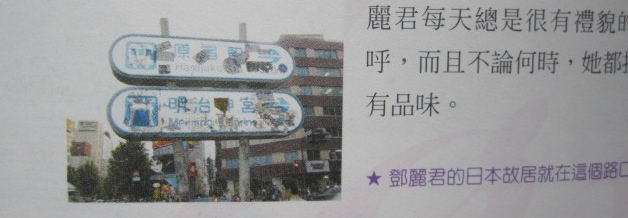 原宿駅
Harajuku
明治神宮
Meiji-jingu Shrine
麗君每天總是很有禮貌的
呼,而且不論何時,她都
有品味。
★ 鄧麗君的日本故居就在這個路口